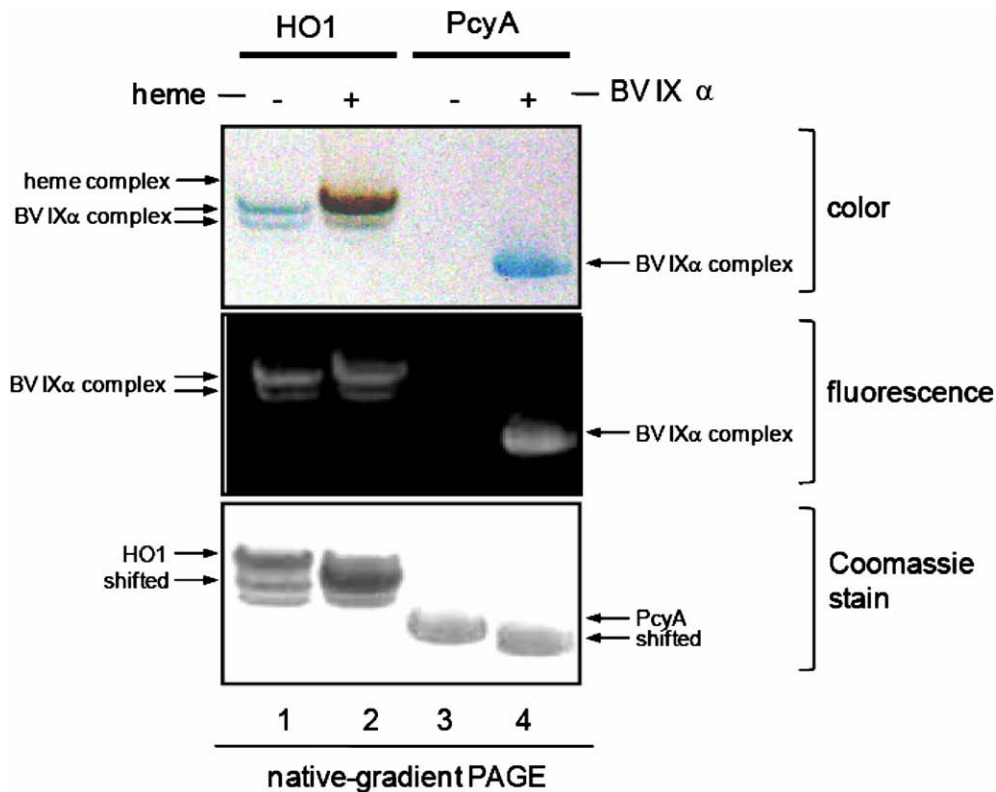 HO1 PcyA
heme - + - + BV IX α
heme complex
BV IXα complex
BV IXα complex
color
BV IXα complex
BV IXα complex
fluorescence
HO1
shifted
PcyA
shifted
Coomassie
stain
1 2 3 4
native-gradient PAGE